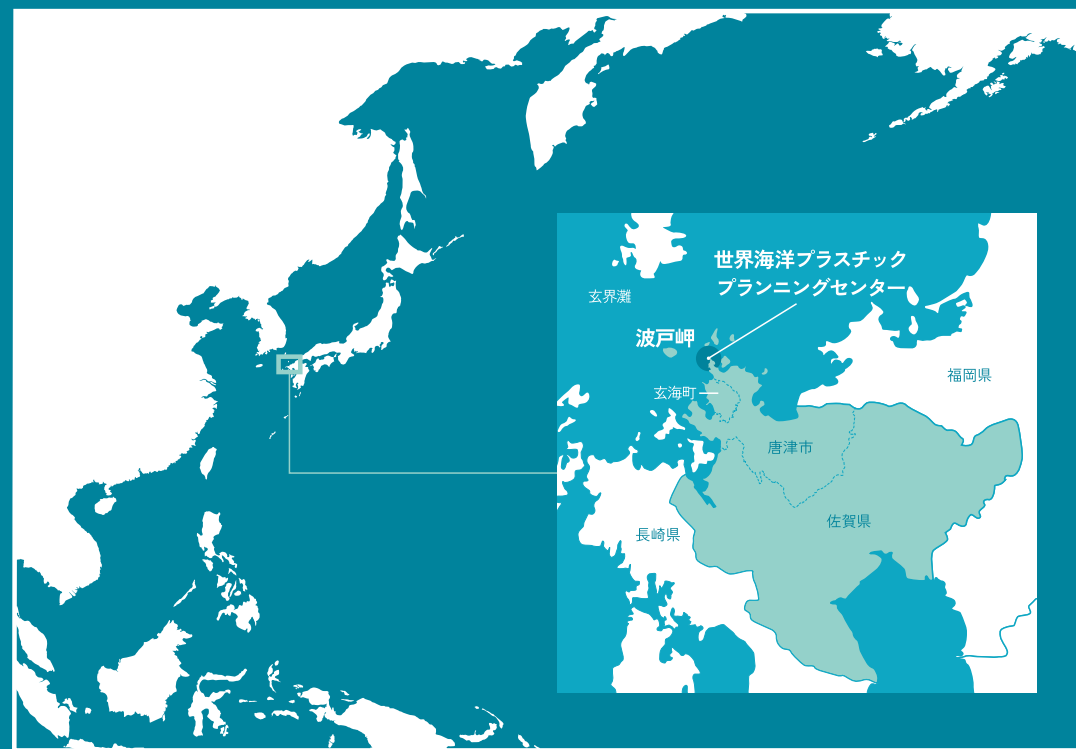 世界海洋プラスチック
プランニングセンター
玄界灘
波戸岬
福岡県
玄海町
唐津市
佐賀県
長崎県